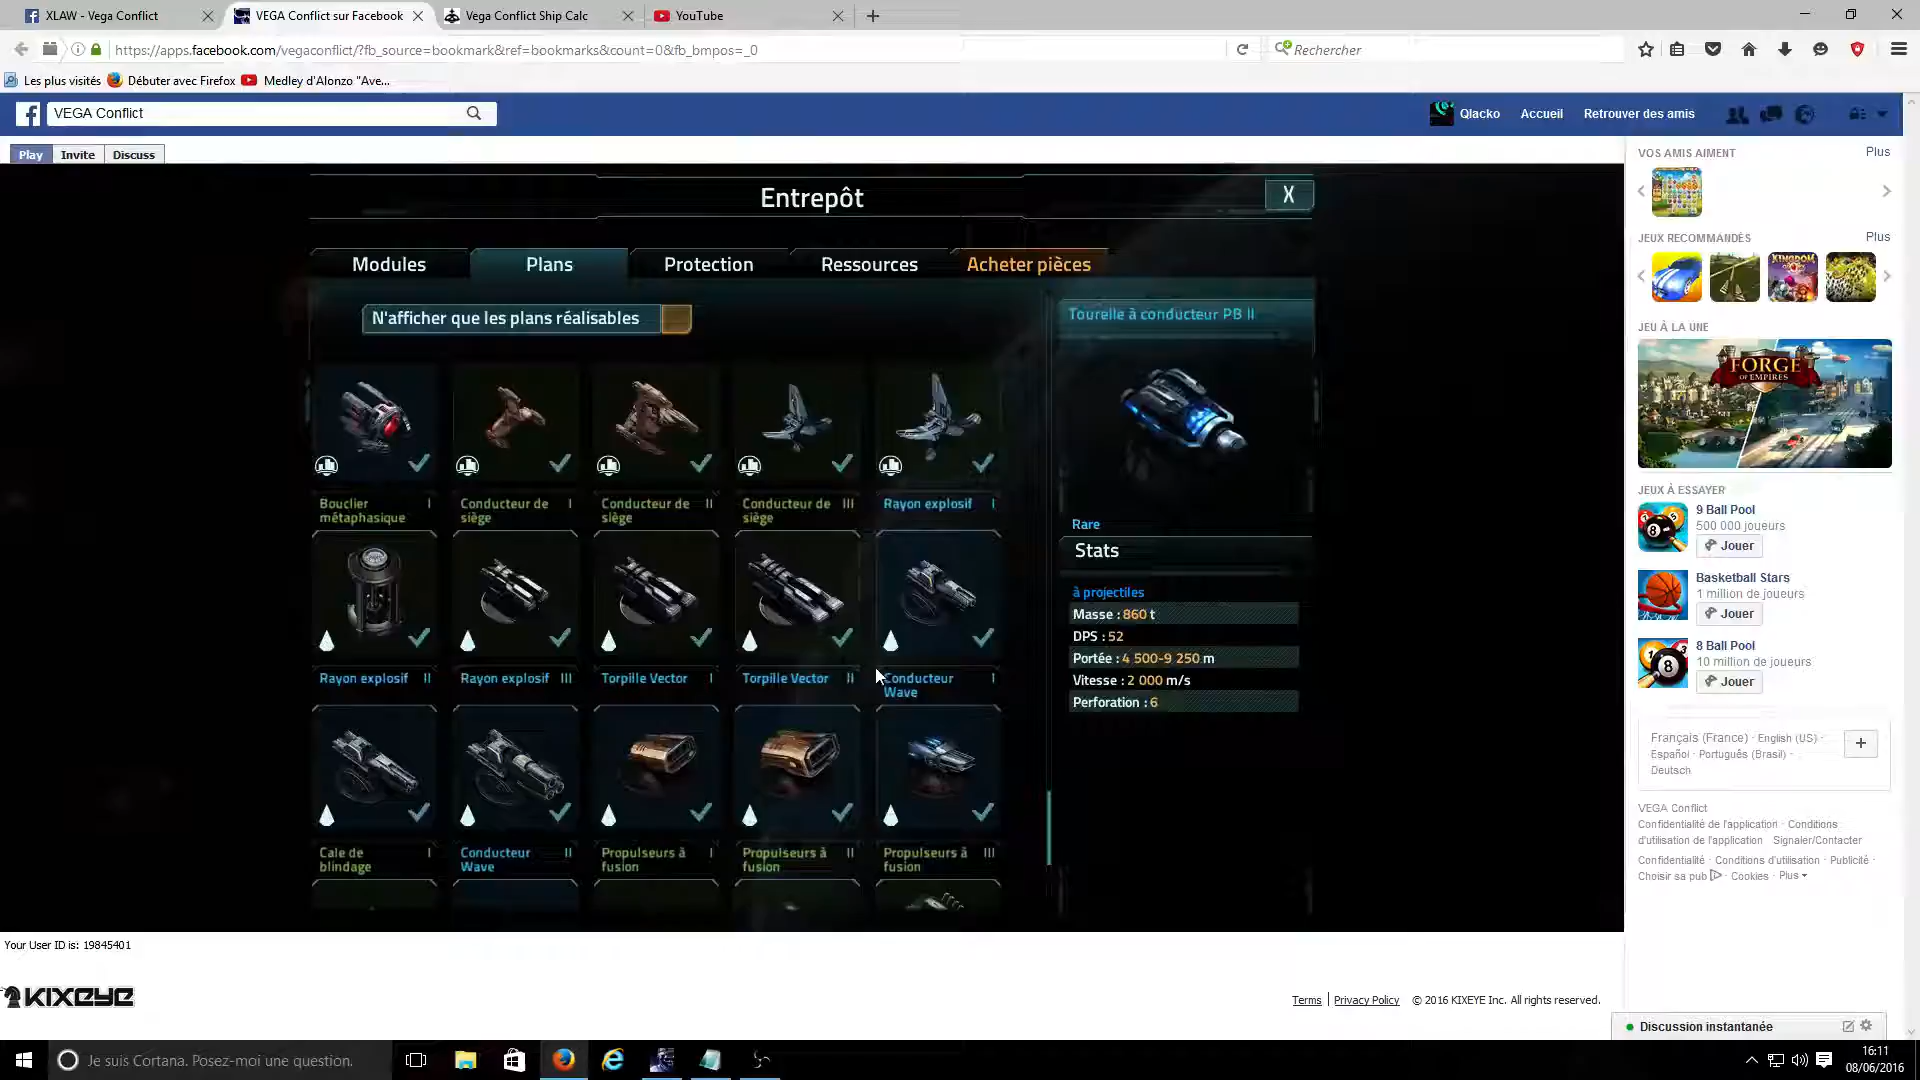 XLAW - Vega Conflict
VEGA Conflict sur Facebook
Vega Conflict Ship Calc
YouTube
https://apps.facebook.com/vegaconflict/?fb_source=bookmark&ref=bookmarks&count=0&fb_bmpos=_0
Rechercher
Les plus visités
Débuter avec Firefox
Medley d'Alonzo "Ave...
VEGA Conflict
Qlacko
Accueil
Retrouver des amis
Play
Invite
Discuss
Entrepôt
X
Modules
Plans
Protection
Ressources
Acheter pièces
N'afficher que les plans réalisables
Bouclier métaphasique I
Conducteur de siège I
Conducteur de siège II
Conducteur de siège III
Rayon explosif I
Rayon explosif II
Rayon explosif III
Torpille Vector I
Torpille Vector II
Conducteur Wave I
Cale de blindage I
Conducteur Wave II
Propulseurs à fusion I
Propulseurs à fusion II
Propulseurs à fusion III
Tourelle à conducteur PB II
Rare
Stats
à projectiles
Masse : 860 t
DPS : 52
Portée : 4 500-9 250 m
Vitesse : 2 000 m/s
Perforation : 6
VOS AMIS AIMENT
Plus
JEUX RECOMMANDÉS
Plus
KINGDOM
JEU À LA UNE
FORGE
OF EMPIRES
JEUX À ESSAYER
9 Ball Pool
500 000 joueurs
Jouer
Basketball Stars
1 million de joueurs
Jouer
8 Ball Pool
10 million de joueurs
Jouer
Français (France) · English (US) ·
Español · Português (Brasil) ·
Deutsch
VEGA Conflict
Confidentialité de l'application · Conditions
d'utilisation de l'application · Signaler/Contacter
Confidentialité · Conditions d'utilisation · Publicité ·
Choisir sa pub · Cookies · Plus
Your User ID is: 19845401
KIXEYE
Terms | Privacy Policy © 2016 KIXEYE Inc. All rights reserved.
Discussion instantanée
Je suis Cortana. Posez-moi une question.
16:11
08/06/2016